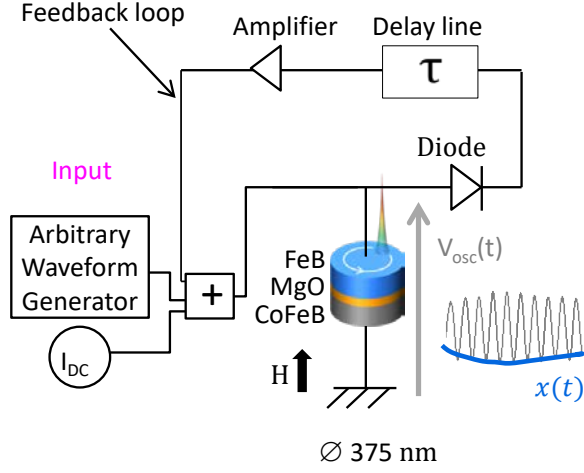 Feedback loop
Amplifier
Delay line
τ
Diode
Input
Arbitrary
Waveform
Generator
+
I_DC
FeB
MgO
CoFeB
H
V_osc(t)
x(t)
∅ 375 nm